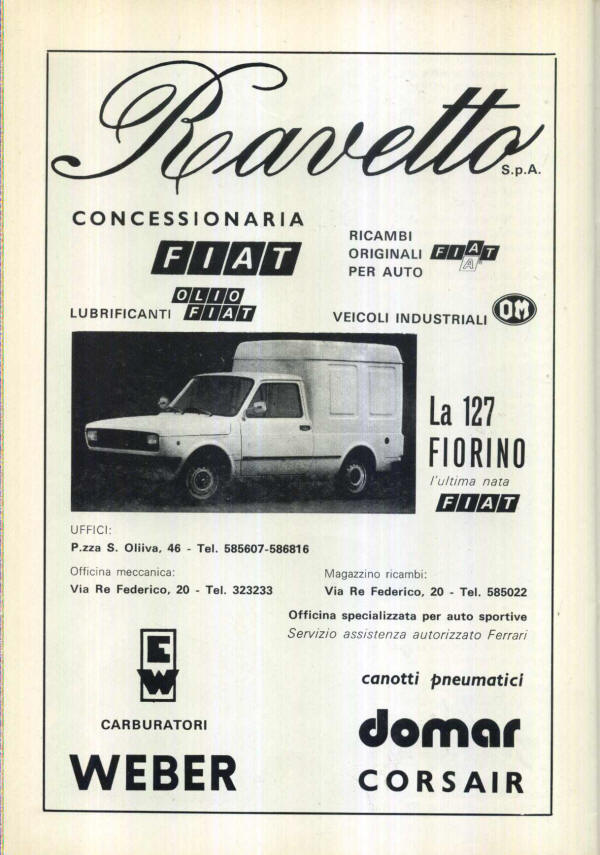 Ravetto
S.p.A.
CONCESSIONARIA
FIAT
RICAMBI
ORIGINALI FIAT
A®
PER AUTO
OLIO
LUBRIFICANTI FIAT
VEICOLI INDUSTRIALI OM
La 127
FIORINO
l'ultima nata
FIAT
UFFICI:
P.zza S. Oliiva, 46 - Tel. 585607-586816
Officina meccanica:
Via Re Federico, 20 - Tel. 323233
Magazzino ricambi:
Via Re Federico, 20 - Tel. 585022
Officina specializzata per auto sportive
Servizio assistenza autorizzato Ferrari
E
W
CARBURATORI
WEBER
canotti pneumatici
domar
CORSAIR